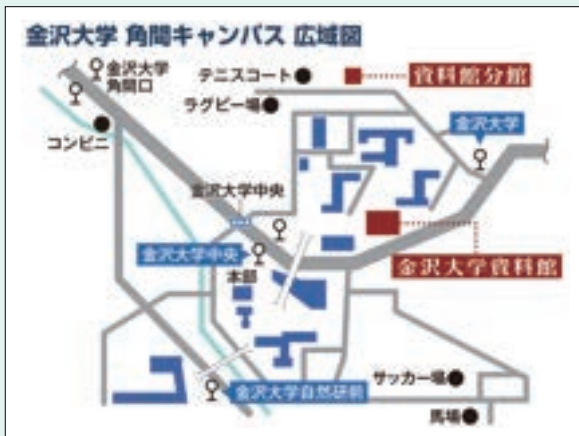 金沢大学 角間キャンパス 広域図
金沢大学
角間口
テニスコート
資料館分館
ラグビー場
金沢大学
コンビニ
金沢大学中央
金沢大学中央
本部
金沢大学資料館
サッカー場
金沢大学自然研前
馬場